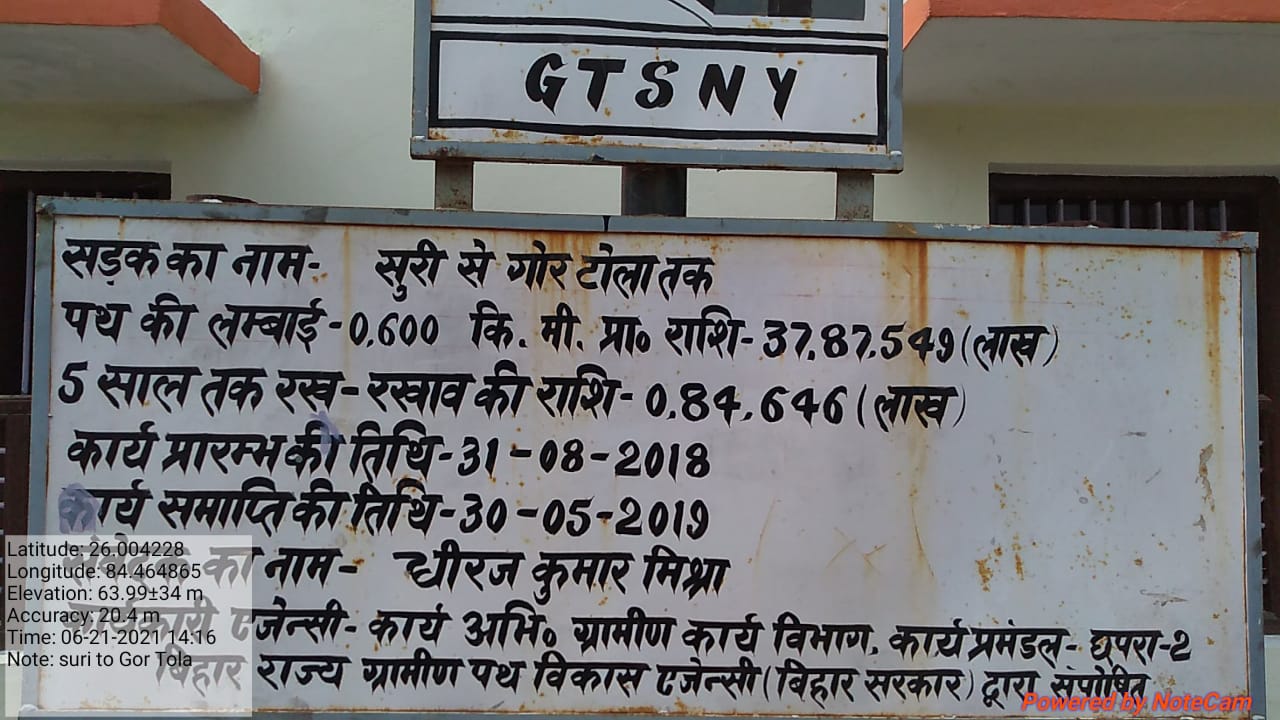 GTSNY
सड़क का नाम- सुरी से गोर टोला तक
पथ की लम्बाई-0.600 कि. मी. प्रा० राशि-37.87.549 (लाख)
5 साल तक रख-रखाव की राशि- 0.84.646 (लाख)
कार्य प्रारम्भ की तिथि-31-08-2018
कार्य समाप्ति की तिथि-30-05-2019
का नाम- धीरज कुमार मिश्रा
एजेन्सी- कार्य अभि० ग्रामीण कार्य विभाग, कार्य प्रमंडल- छपरा-2
बिहार राज्य ग्रामीण पथ विकास एजेन्सी (बिहार सरकार) द्वारा संपोषित
Latitude: 26.004228
Longitude: 84.464865
Elevation: 63.99±34 m
Accuracy: 20.4 m
Time: 06-21-2021 14:16
Note: suri to Gor Tola
Powered by NoteCam